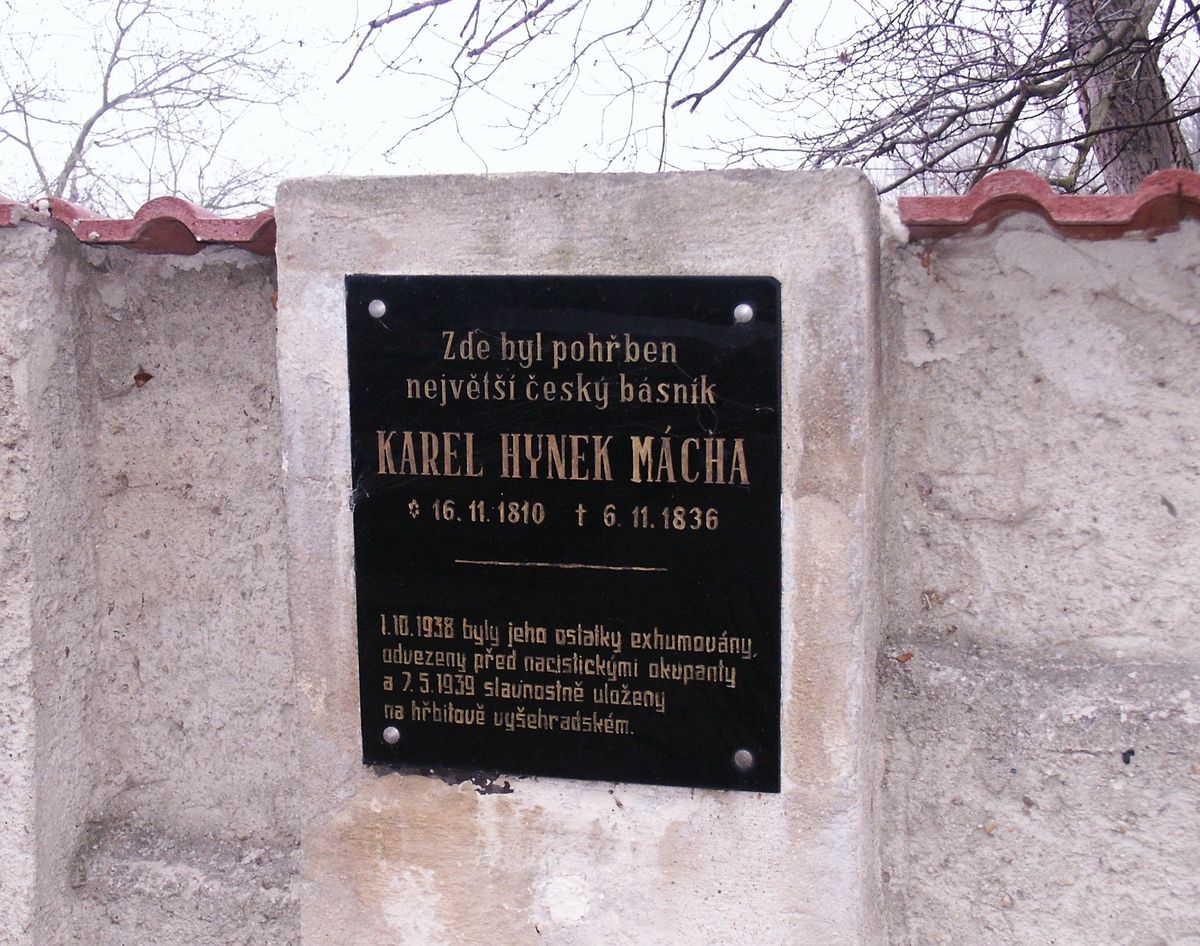 Zde byl pohřben
největší český básník
KAREL HYNEK MÁCHA
* 16. 11. 1810 † 6. 11. 1836
1.10.1938 byly jeho ostatky exhumovány,
odvezeny před nacistickými okupanty
a 7.5.1939 slavnostně uloženy
na hřbitově vyšehradském.